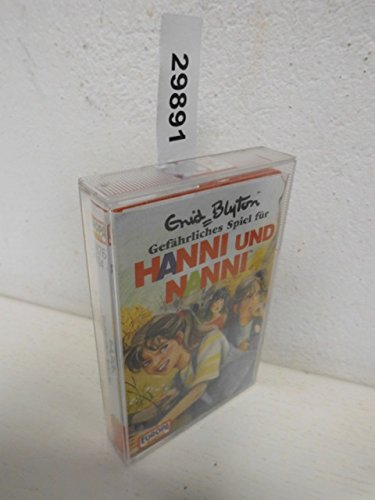 29891
Enid Blyton
Gefährliches Spiel für
HANNI UND
NANNI
EUROPA